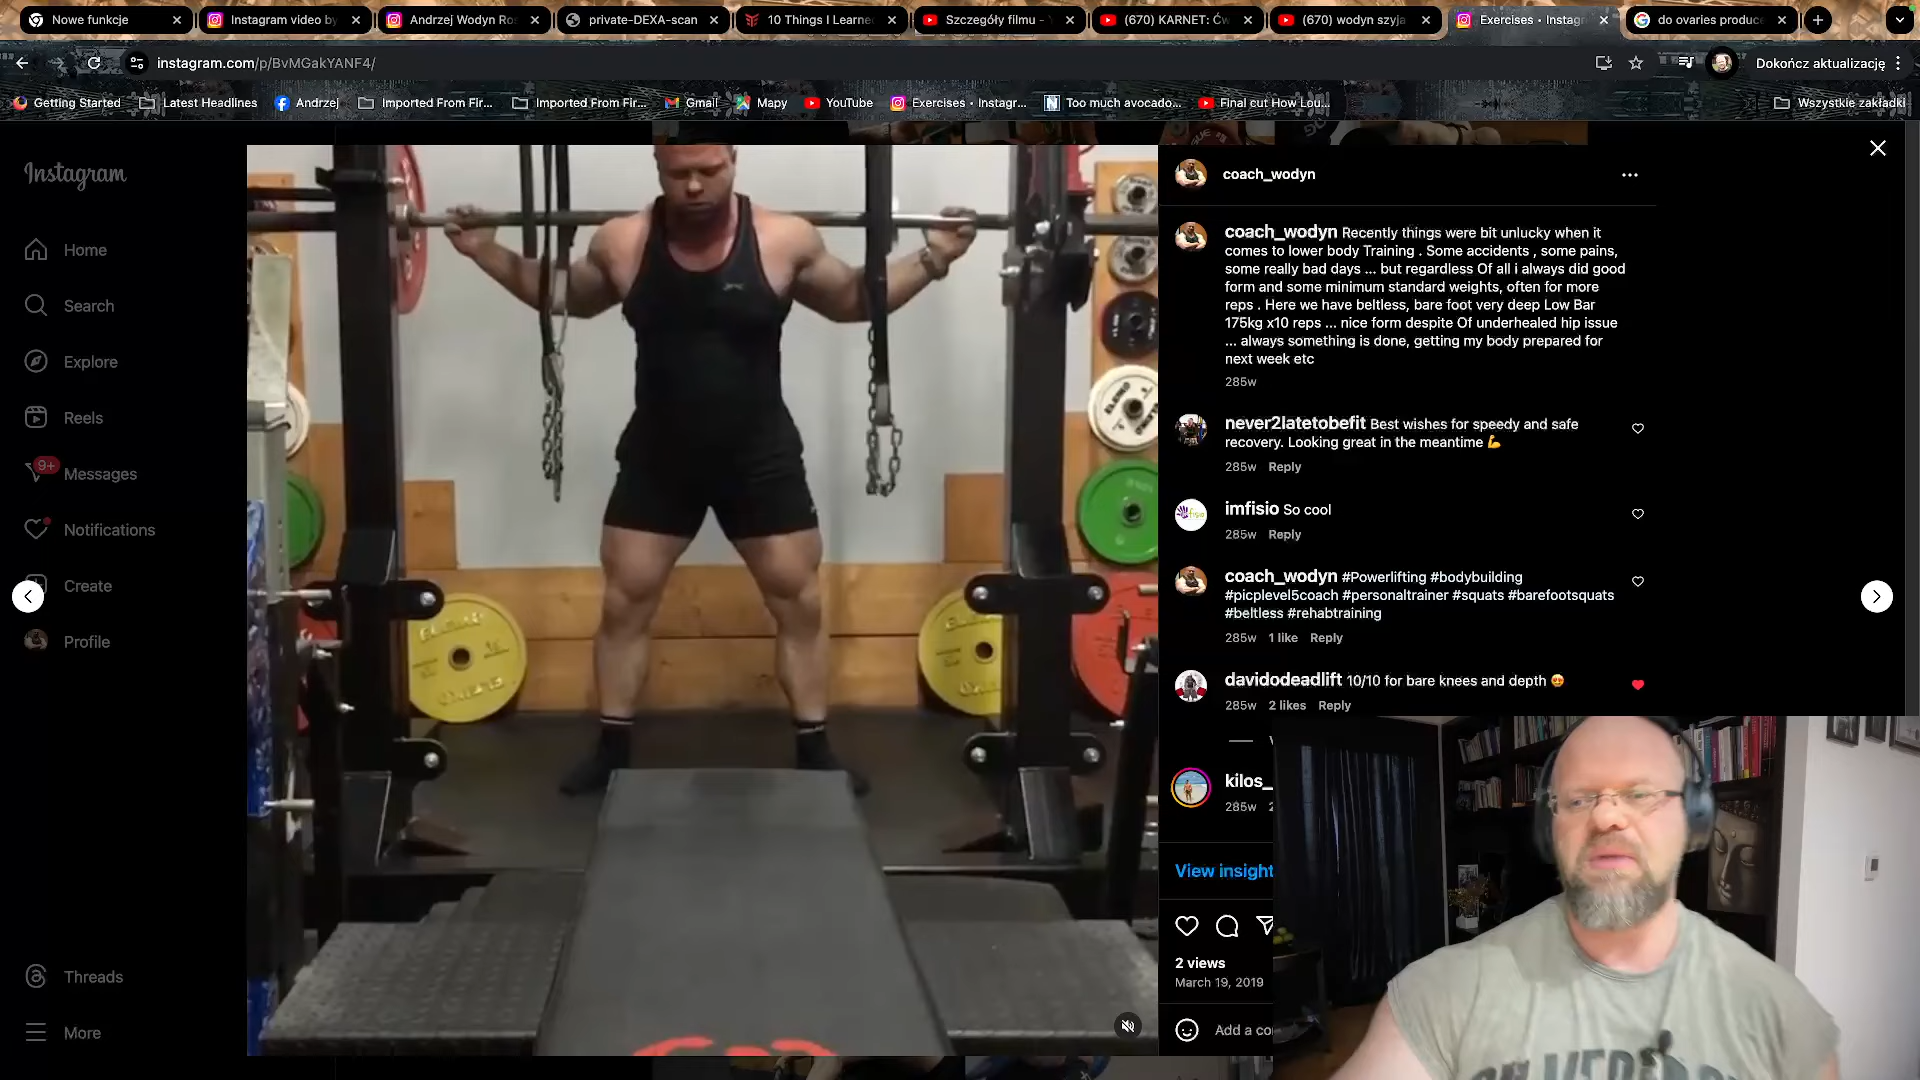 Nowe funkcje
Instagram video by
Andrzej Wodyn Ros
private-DEXA-scan
10 Things I Learne
Szczegóły filmu - Y
(670) KARNET: Ćw
(670) wodyn szyja
Exercises • Instagr
do ovaries produce
instagram.com/p/BvMGakYANF4/
Dokończ aktualizację
Getting Started
Latest Headlines
Andrzej
Imported From Fir...
Imported From Fir...
Gmail
Mapy
YouTube
Exercises • Instagr...
Too much avocado...
Final cut How Lou...
Wszystkie zakładki
Instagram
Home
Search
Explore
Reels
9+
Messages
Notifications
Create
Profile
Threads
More
coach_wodyn
coach_wodyn Recently things were bit unlucky when it
comes to lower body Training . Some accidents , some pains,
some really bad days ... but regardless Of all i always did good
form and some minimum standard weights, often for more
reps . Here we have beltless, bare foot very deep Low Bar
175kg x10 reps ... nice form despite Of underhealed hip issue
... always something is done, getting my body prepared for
next week etc
285w
never2latetobefit Best wishes for speedy and safe
recovery. Looking great in the meantime 💪
285w Reply
imfisio So cool
285w Reply
coach_wodyn #Powerlifting #bodybuilding
#picplevel5coach #personaltrainer #squats #barefootsquats
#beltless #rehabtraining
285w 1 like Reply
davidodeadlift 10/10 for bare knees and depth 😍
285w 2 likes Reply
kilos_
285w 2
View insight
2 views
March 19, 2019
Add a co
ELEIKO